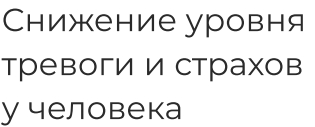 Снижение уровня
тревоги и страхов
у человека